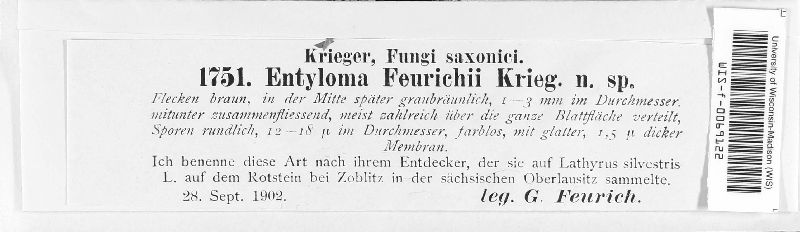 Krieger, Fungi saxonici.
1751. Entyloma Feurichii Krieg. n. sp.
Flecken braun, in der Mitte später graubräunlich, 1—3 mm im Durchmesser,
mitunter zusammenfliessend, meist zahlreich über die ganze Blattfläche verteilt,
Sporen rundlich, 12—18 µ im Durchmesser, farblos, mit glatter, 1,5 µ dicker
Membran.
Ich benenne diese Art nach ihrem Entdecker, der sie auf Lathyrus silvestris
L. auf dem Rotstein bei Zoblitz in der sächsischen Oberlausitz sammelte.
28. Sept. 1902. leg. G. Feurich.
University of Wisconsin-Madison (WIS)
WIS-f-0069122